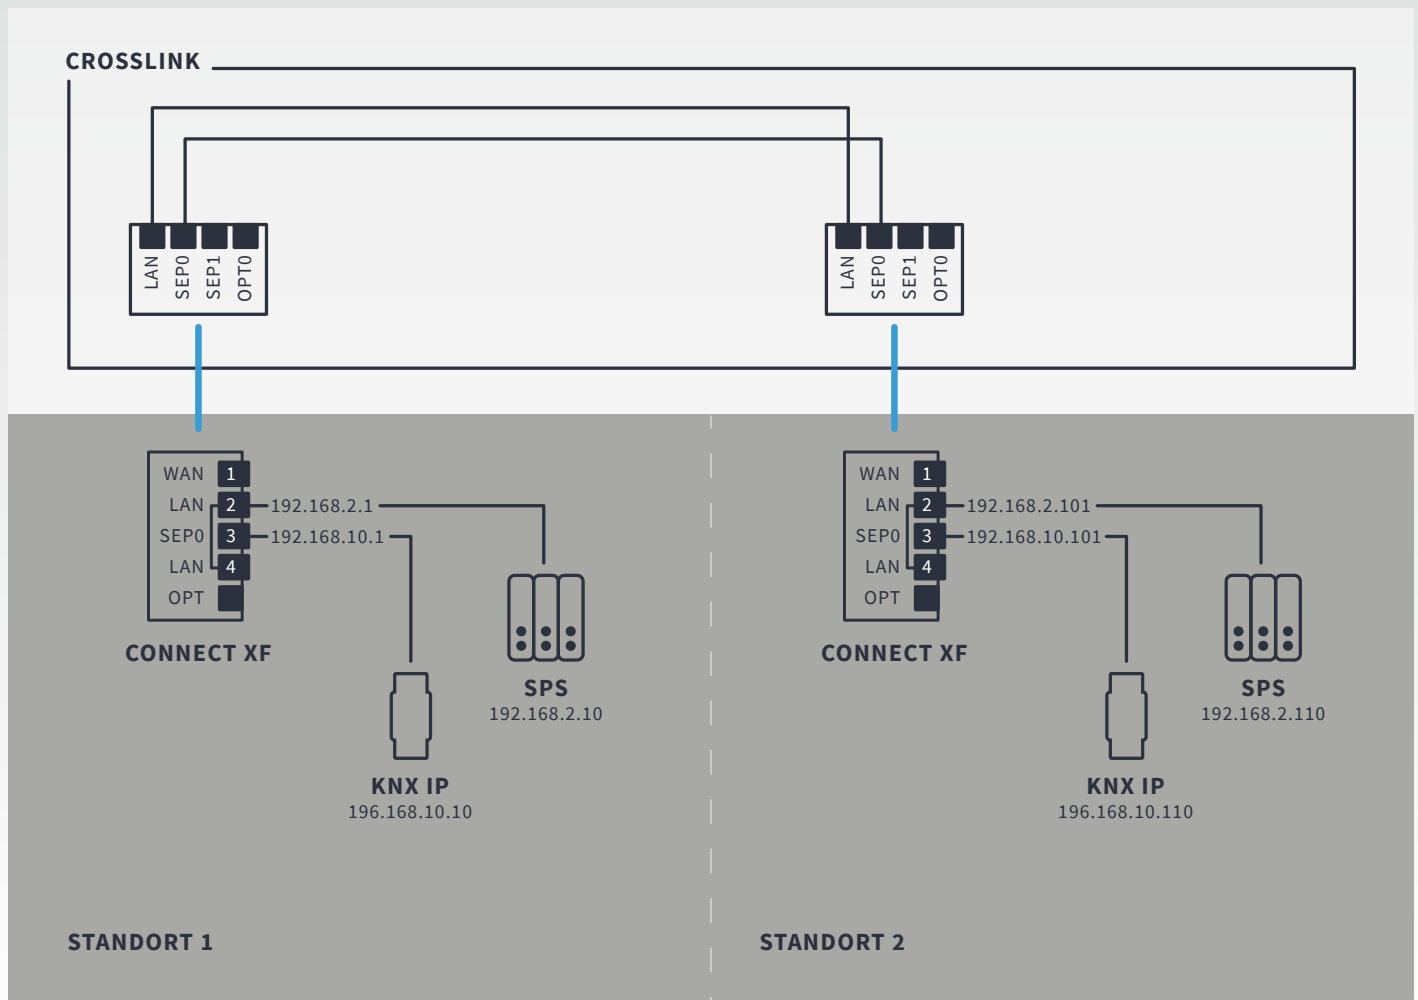 CROSSLINK
LAN
SEP0
SEP1
OPT0
LAN
SEP0
SEP1
OPT0
WAN 1
LAN 2 192.168.2.1
SEP0 3 192.168.10.1
LAN 4
OPT
CONNECT XF
SPS
192.168.2.10
KNX IP
196.168.10.10
STANDORT 1
WAN 1
LAN 2 192.168.2.101
SEP0 3 192.168.10.101
LAN 4
OPT
CONNECT XF
SPS
192.168.2.110
KNX IP
196.168.10.110
STANDORT 2